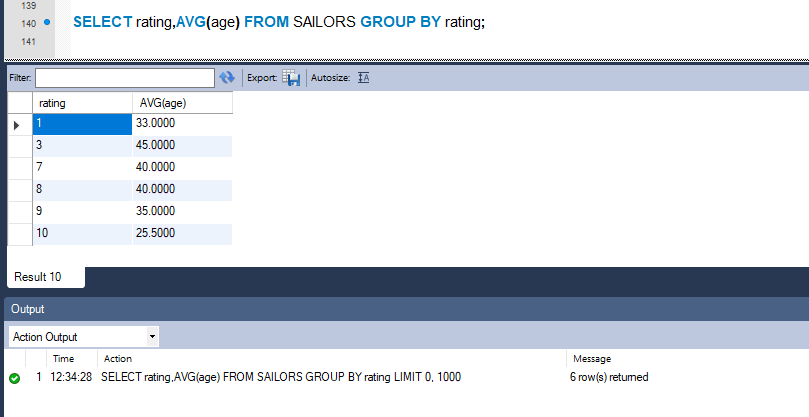 139
140 SELECT rating,AVG(age) FROM SAILORS GROUP BY rating;
141
Filter: Export: Autosize:
rating AVG(age)
1 33.0000
3 45.0000
7 40.0000
8 40.0000
9 35.0000
10 25.5000
Result 10
Output
Action Output
Time Action Message
1 12:34:28 SELECT rating,AVG(age) FROM SAILORS GROUP BY rating LIMIT 0, 1000 6 row(s) returned